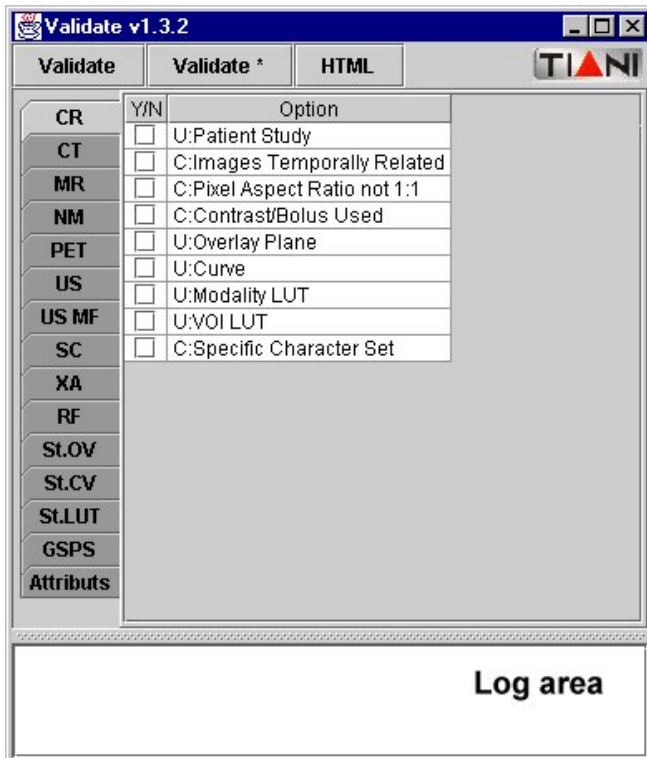 Validate v1.3.2
Validate Validate * HTML TIANI
CR
CT
MR
NM
PET
US
US MF
SC
XA
RF
St.OV
St.CV
St.LUT
GSPS
Attributs
Y/N Option
U:Patient Study
C:Images Temporally Related
C:Pixel Aspect Ratio not 1:1
C:Contrast/Bolus Used
U:Overlay Plane
U:Curve
U:Modality LUT
U:VOI LUT
C:Specific Character Set
Log area